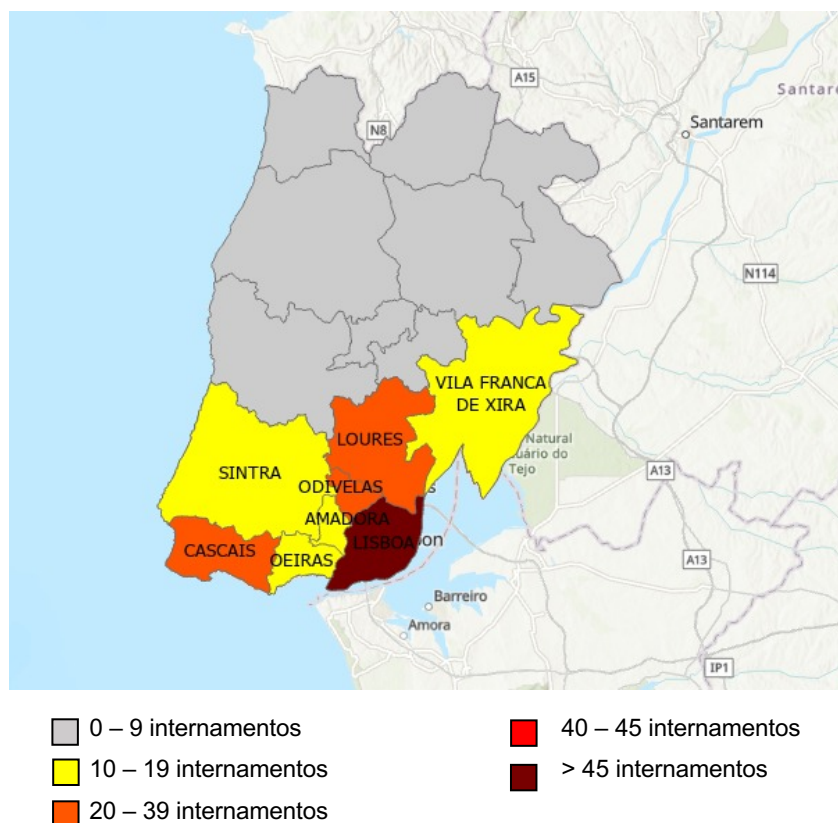 A15
Santare
N8
Santarem
N114
VILA FRANCA
DE XIRA
LOURES
Natural
uário do
Tejo
A13
SINTRA
ODIVELAS
s
AMADORA
LISBOA
on
CASCAIS
OEIRAS
A13
Barreiro
Amora
IP1
0 – 9 internamentos
40 – 45 internamentos
10 – 19 internamentos
> 45 internamentos
20 – 39 internamentos